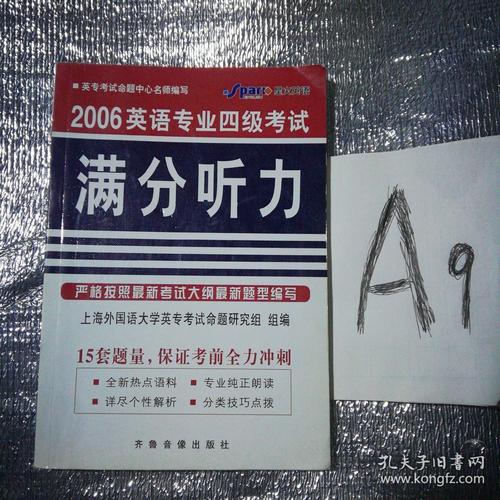 ■ 英专考试命题中心名师编写
Spark 星火英语
2006英语专业四级考试
满分听力
严格按照最新考试大纲最新题型编写
上海外国语大学英专考试命题研究组 组编
15套题量，保证考前全力冲刺
▪ 全新热点语料 ▪ 专业纯正朗读
▪ 详尽个性解析 ▪ 分类技巧点拨
齐鲁音像出版社
A9
孔夫子旧书网
www.kongfz.com